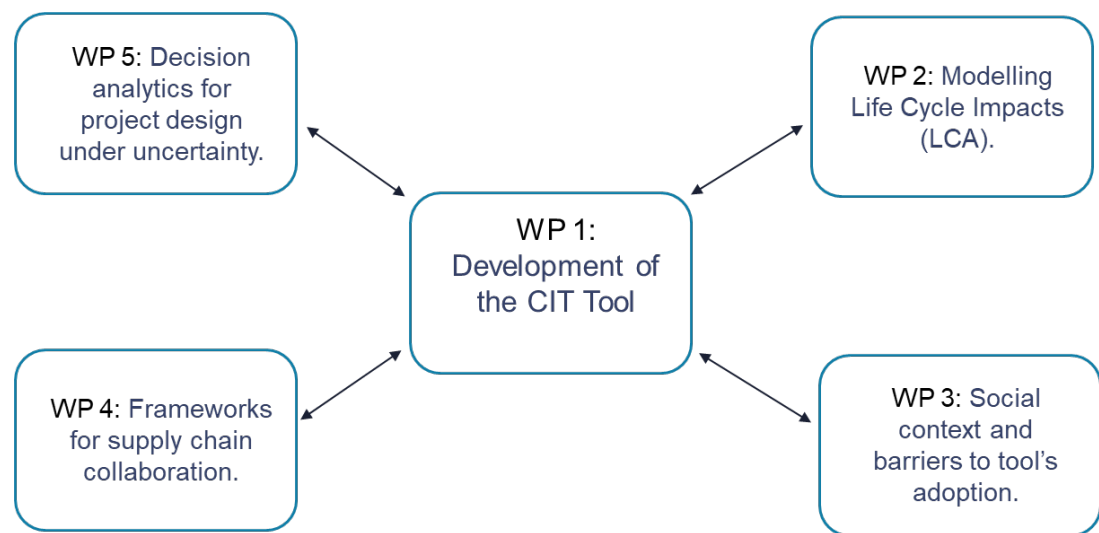 WP 5: Decision
analytics for
project design
under uncertainty.
WP 2: Modelling
Life Cycle Impacts
(LCA).
WP 1:
Development of
the CIT Tool
WP 4: Frameworks
for supply chain
collaboration.
WP 3: Social
context and
barriers to tool's
adoption.